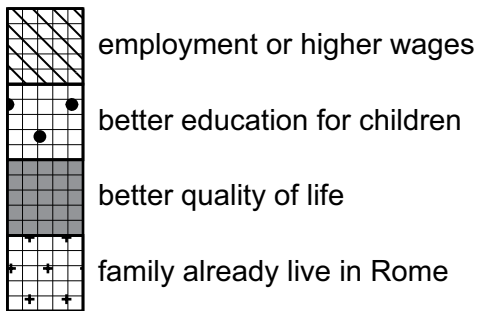 employment or higher wages
better education for children
better quality of life
family already live in Rome